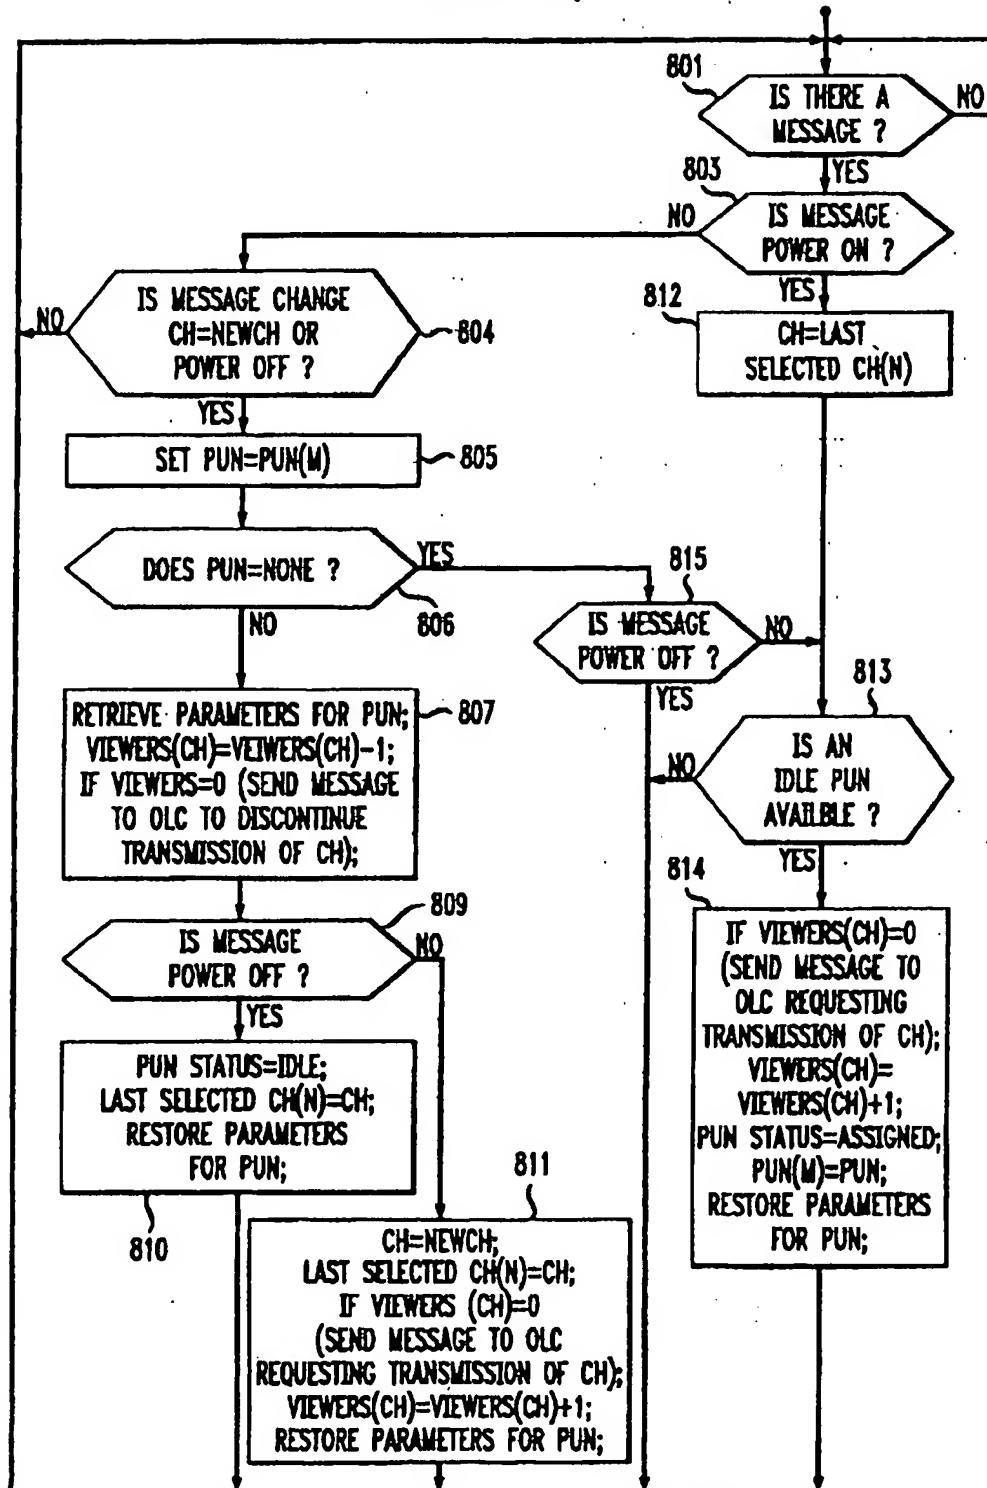 801
IS THERE A
MESSAGE ?
NO
YES
803
IS MESSAGE
POWER ON ?
NO
YES
812
CH=LAST
SELECTED CH(N)
IS MESSAGE CHANGE
CH=NEWCH OR
POWER OFF ?
NO
804
YES
SET PUN=PUN(M)
805
DOES PUN=NONE ?
YES
806
NO
815
IS MESSAGE
POWER OFF ?
NO
YES
813
IS AN
IDLE PUN
AVAILBLE ?
NO
YES
RETRIEVE PARAMETERS FOR PUN;
VIEWERS(CH)=VEIWERS(CH)-1;
IF VIEWERS=0 (SEND MESSAGE
TO OLC TO DISCONTINUE
TRANSMISSION OF CH);
807
809
IS MESSAGE
POWER OFF ?
NO
YES
814
IF VIEWERS(CH)=0
(SEND MESSAGE TO
OLC REQUESTING
TRANSMISSION OF CH);
VIEWERS(CH)=
VIEWERS(CH)+1;
PUN STATUS=ASSIGNED;
PUN(M)=PUN;
RESTORE PARAMETERS
FOR PUN;
PUN STATUS=IDLE;
LAST SELECTED CH(N)=CH;
RESTORE PARAMETERS
FOR PUN;
810
811
CH=NEWCH;
LAST SELECTED CH(N)=CH;
IF VIEWERS (CH)=0
(SEND MESSAGE TO OLC
REQUESTING TRANSMISSION OF CH);
VIEWERS(CH)=VIEWERS(CH)+1;
RESTORE PARAMETERS FOR PUN;